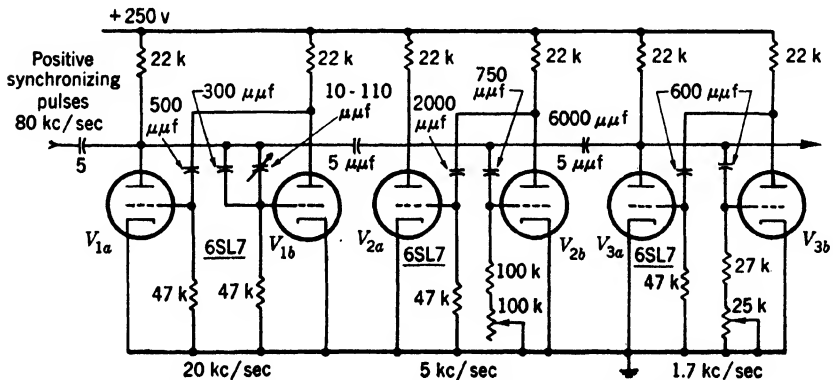 + 250 v
22 k
22 k
22 k
22 k
22 k
22 k
Positive
synchronizing
pulses
80 kc/sec
500
μμf
300 μμf
10 - 110
μμf
2000
μμf
750
μμf
6000 μμf
600 μμf
5
5 μμf
5 μμf
V1a
6SL7
V1b
V2a
6SL7
V2b
V3a
6SL7
V3b
47 k
47 k
47 k
100 k
100 k
47 k
27 k
25 k
20 kc/sec
5 kc/sec
1.7 kc/sec